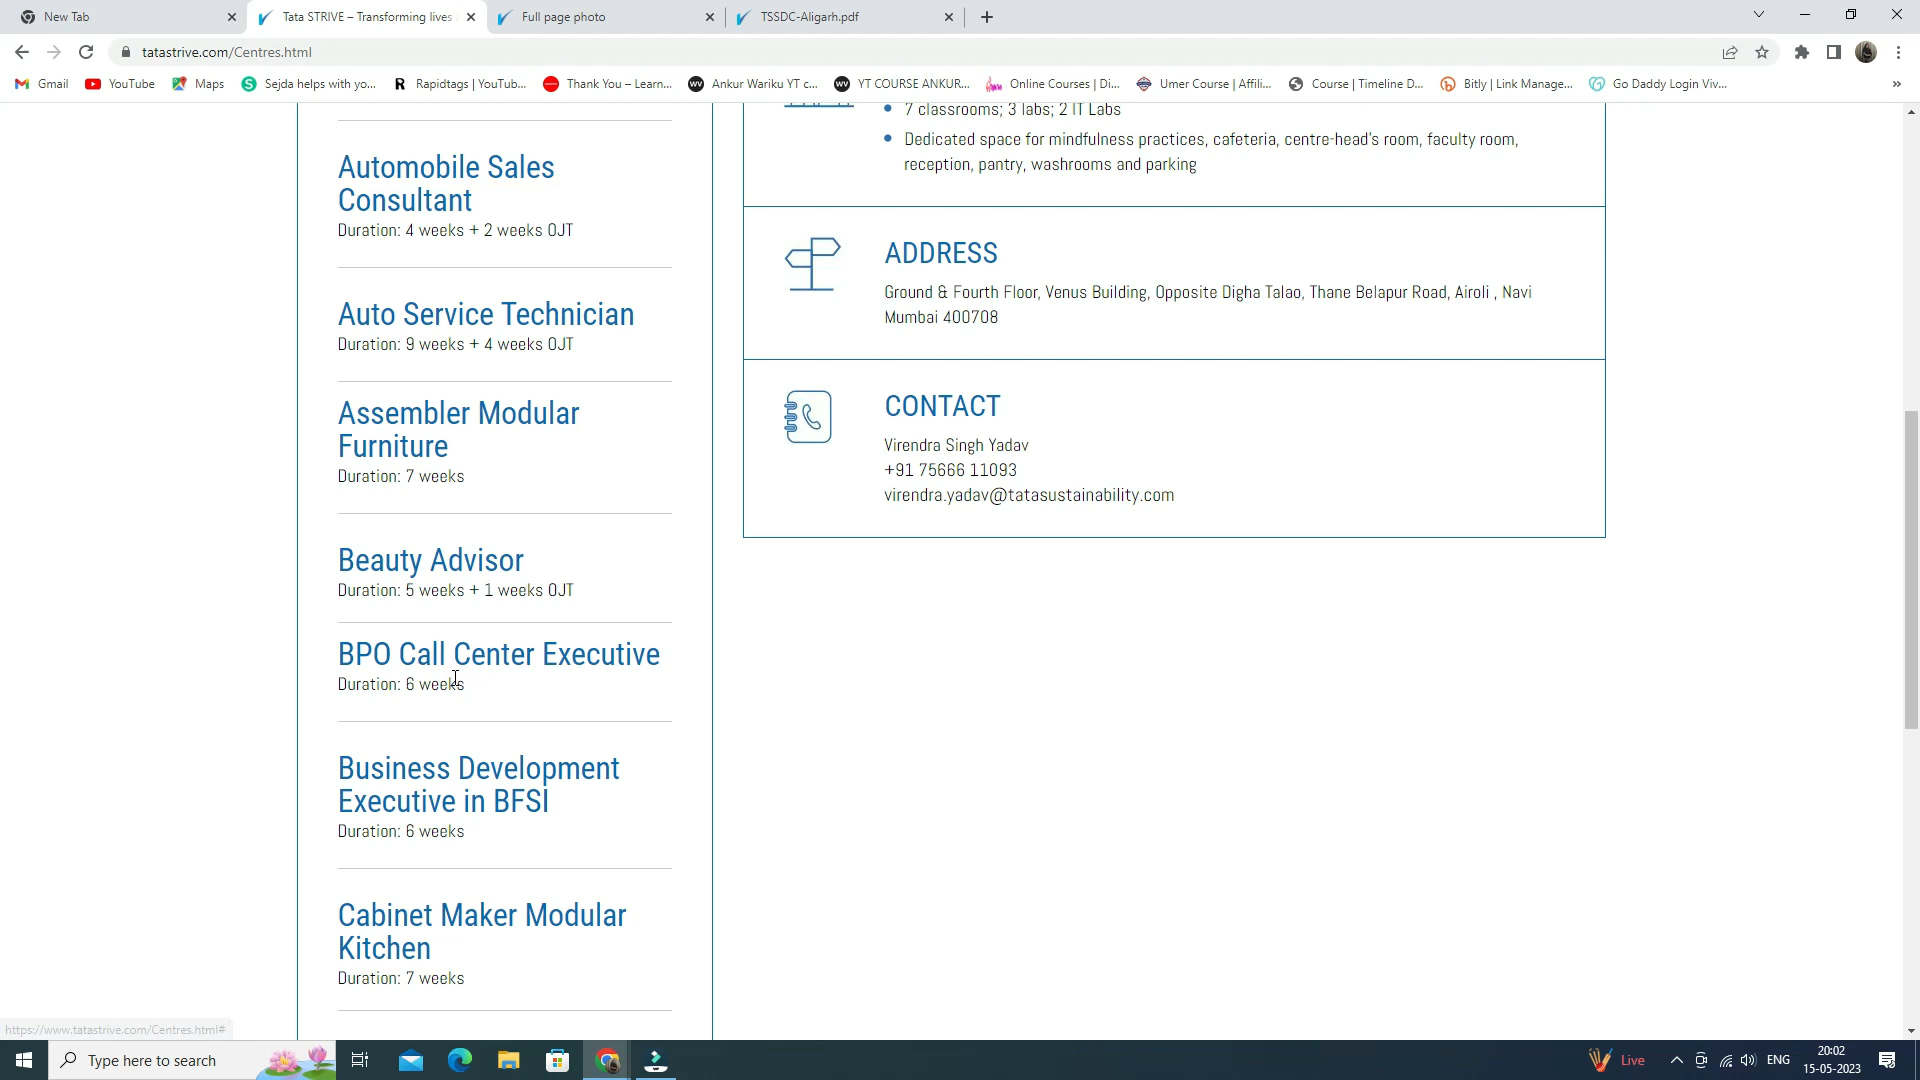 New Tab
Tata STRIVE – Transforming lives
Full page photo
TSSDC-Aligarh.pdf
tatastrive.com/Centres.html
Gmail
YouTube
Maps
Sejda helps with yo...
Rapidtags | YouTub...
Thank You – Learn...
Ankur Wariku YT c...
YT COURSE ANKUR...
Online Courses | Di...
Umer Course | Affili...
Course | Timeline D...
Bitly | Link Manage...
Go Daddy Login Viv...
»
Automobile Sales
Consultant
Duration: 4 weeks + 2 weeks OJT
Auto Service Technician
Duration: 9 weeks + 4 weeks OJT
Assembler Modular
Furniture
Duration: 7 weeks
Beauty Advisor
Duration: 5 weeks + 1 weeks OJT
BPO Call Center Executive
Duration: 6 weeks
Business Development
Executive in BFSI
Duration: 6 weeks
Cabinet Maker Modular
Kitchen
Duration: 7 weeks
7 classrooms; 3 labs; 2 IT Labs
Dedicated space for mindfulness practices, cafeteria, centre-head's room, faculty room,
reception, pantry, washrooms and parking
ADDRESS
Ground & Fourth Floor, Venus Building, Opposite Digha Talao, Thane Belapur Road, Airoli , Navi
Mumbai 400708
CONTACT
Virendra Singh Yadav
+91 75666 11093
virendra.yadav@tatasustainability.com
https://www.tatastrive.com/Centres.html#
Type here to search
Live
ENG
20:02
15-05-2023